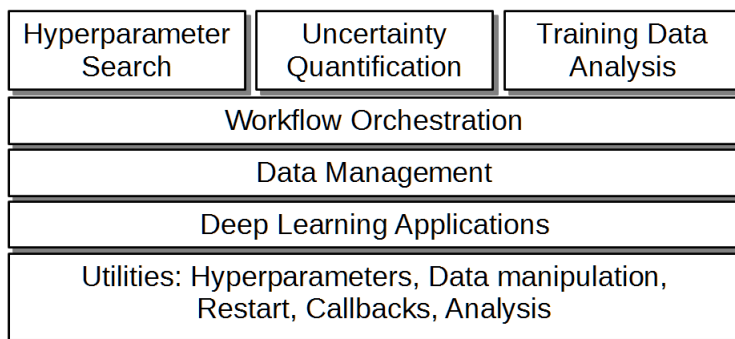 Hyperparameter
Search
Uncertainty
Quantification
Training Data
Analysis
Workflow Orchestration
Data Management
Deep Learning Applications
Utilities: Hyperparameters, Data manipulation,
Restart, Callbacks, Analysis